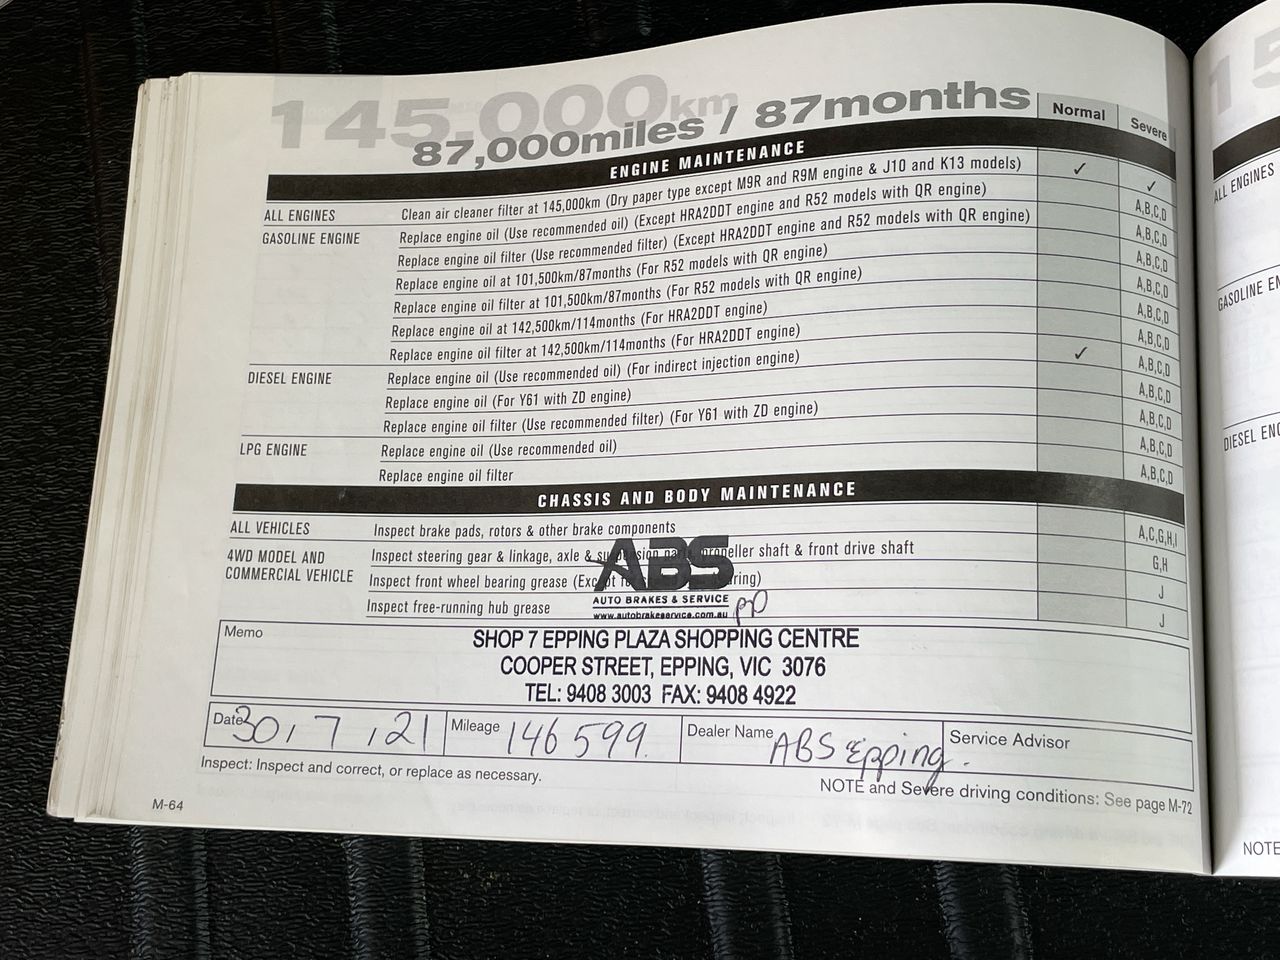 145,000km
87,000miles / 87months
Normal
Severe
ENGINE MAINTENANCE
ALL ENGINES Clean air cleaner filter at 145,000km (Dry paper type except M9R and R9M engine & J10 and K13 models) ✓ ✓
GASOLINE ENGINE Replace engine oil (Use recommended oil) (Except HRA2DDT engine and R52 models with QR engine) A,B,C,D
Replace engine oil filter (Use recommended filter) (Except HRA2DDT engine and R52 models with QR engine) A,B,C,D
Replace engine oil at 101,500km/87months (For R52 models with QR engine) A,B,C,D
Replace engine oil filter at 101,500km/87months (For R52 models with QR engine) A,B,C,D
Replace engine oil at 142,500km/114months (For HRA2DDT engine) A,B,C,D
Replace engine oil filter at 142,500km/114months (For HRA2DDT engine) A,B,C,D
DIESEL ENGINE Replace engine oil (Use recommended oil) (For indirect injection engine) ✓ A,B,C,D
Replace engine oil (For Y61 with ZD engine) A,B,C,D
Replace engine oil filter (Use recommended filter) (For Y61 with ZD engine) A,B,C,D
LPG ENGINE Replace engine oil (Use recommended oil) A,B,C,D
Replace engine oil filter A,B,C,D
CHASSIS AND BODY MAINTENANCE
ALL VEHICLES Inspect brake pads, rotors & other brake components A,C,G,H,I
4WD MODEL AND COMMERCIAL VEHICLE Inspect steering gear & linkage, axle & suspension parts, propeller shaft & front drive shaft G,H
Inspect front wheel bearing grease J
Inspect free-running hub grease J
ABS
AUTO BRAKES & SERVICE
www.autobrakeservice.com.au
pp
Memo
SHOP 7 EPPING PLAZA SHOPPING CENTRE
COOPER STREET, EPPING, VIC 3076
TEL: 9408 3003 FAX: 9408 4922
Date 30, 7, 21
Mileage 146 599.
Dealer Name ABS Epping.
Service Advisor
Inspect: Inspect and correct, or replace as necessary.
NOTE and Severe driving conditions: See page M-72
M-64
15
ALL ENGINES
GASOLINE EN
DIESEL ENG
NOTE